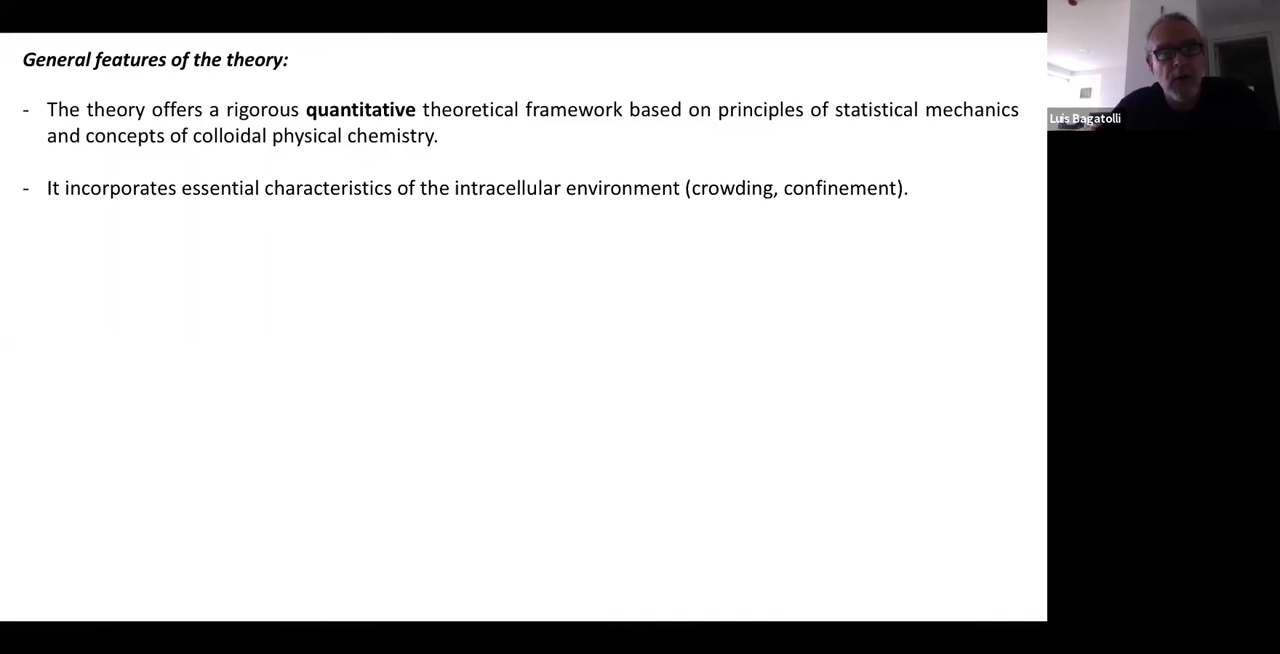 General features of the theory:
- The theory offers a rigorous quantitative theoretical framework based on principles of statistical mechanics
and concepts of colloidal physical chemistry.
- It incorporates essential characteristics of the intracellular environment (crowding, confinement).
Luis Bagatolli